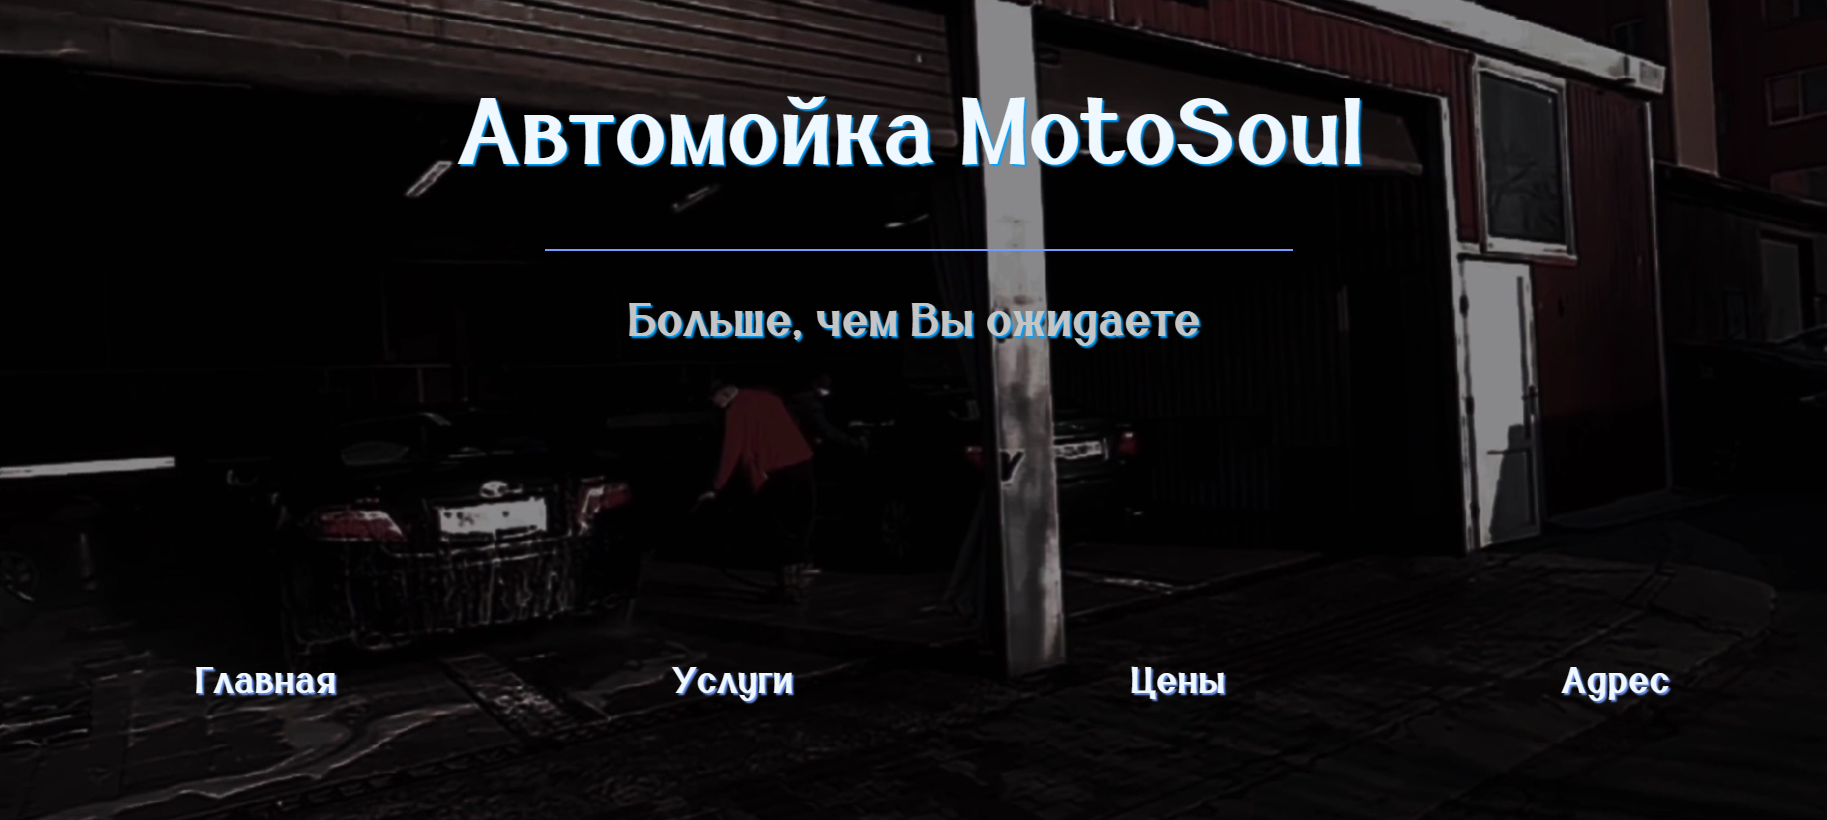 Автомойка MotoSoul
Больше, чем Вы ожидаете
Главная
Услуги
Цены
Адрес